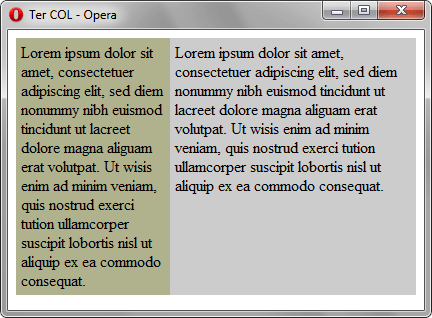 Ter COL - Opera
Lorem ipsum dolor sit
amet, consectetuer
adipiscing elit, sed diem
nonummy nibh euismod
tincidunt ut lacreet
dolore magna aliguam
erat volutpat. Ut wisis
enim ad minim veniam,
quis nostrud exerci
tution ullamcorper
suscipit lobortis nisl ut
aliquip ex ea commodo
consequat.
Lorem ipsum dolor sit amet,
consectetuer adipiscing elit, sed diem
nonummy nibh euismod tincidunt ut
lacreet dolore magna aliguam erat
volutpat. Ut wisis enim ad minim
veniam, quis nostrud exerci tution
ullamcorper suscipit lobortis nisl ut
aliquip ex ea commodo consequat.